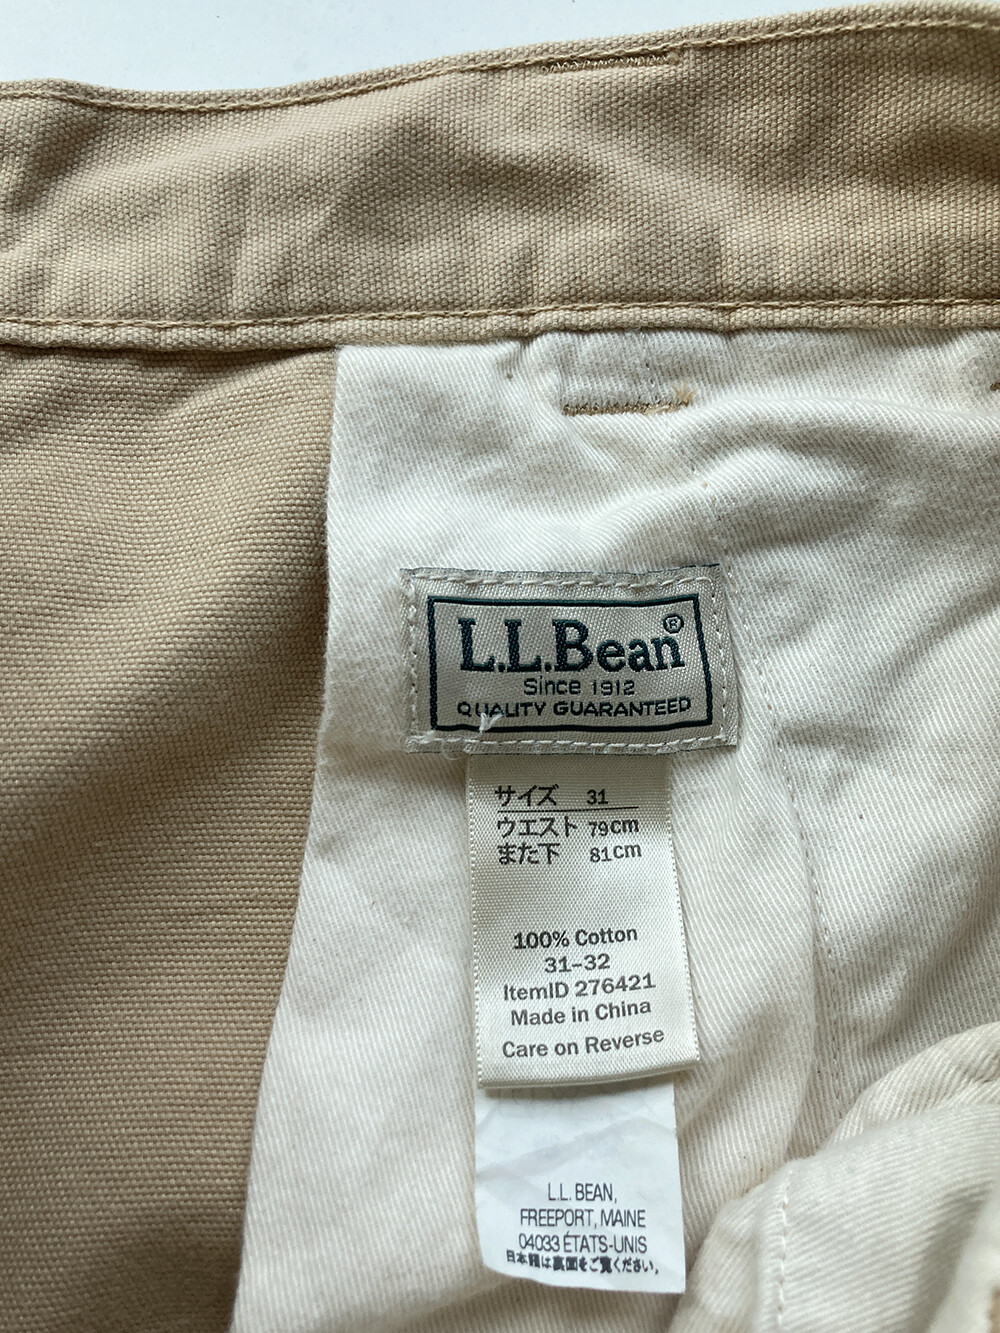 L.L.Bean®
Since 1912
QUALITY GUARANTEED
サイズ 31
ウエスト 79cm
また下 81cm
100% Cotton
31-32
ItemID 276421
Made in China
Care on Reverse
L.L. BEAN,
FREEPORT, MAINE
04033 ÉTATS-UNIS
日本語は裏面をご覧ください。